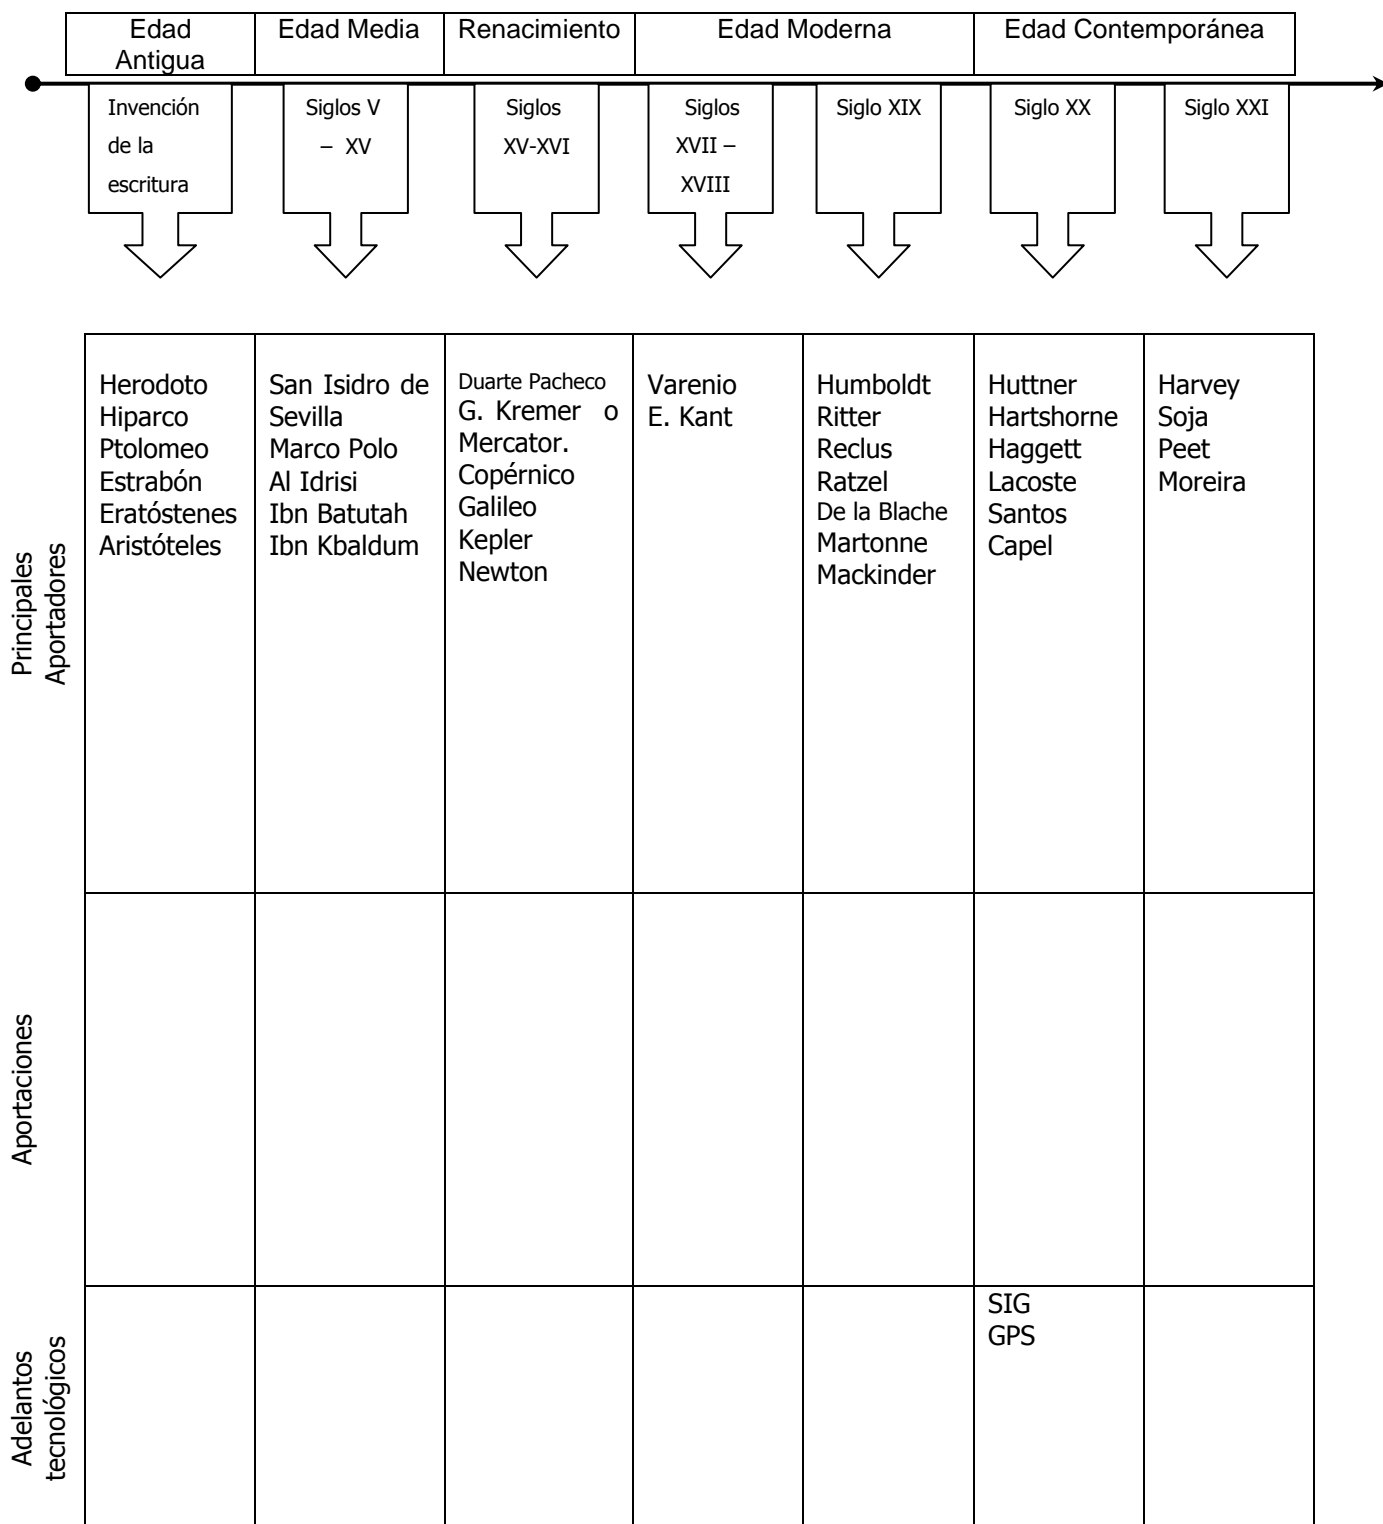 Edad
Antigua
Edad Media
Renacimiento
Edad Moderna
Edad Contemporánea
Invención
de la
escritura
Siglos V
– XV
Siglos
XV-XVI
Siglos
XVII –
XVIII
Siglo XIX
Siglo XX
Siglo XXI
Principales
Aportadores
Herodoto
Hiparco
Ptolomeo
Estrabón
Eratóstenes
Aristóteles
San Isidro de
Sevilla
Marco Polo
Al Idrisi
Ibn Batutah
Ibn Kbaldum
Duarte Pacheco
G. Kremer o
Mercator.
Copérnico
Galileo
Kepler
Newton
Varenio
E. Kant
Humboldt
Ritter
Reclus
Ratzel
De la Blache
Martonne
Mackinder
Huttner
Hartshorne
Haggett
Lacoste
Santos
Capel
Harvey
Soja
Peet
Moreira
Aportaciones
Adelantos
tecnológicos
SIG
GPS